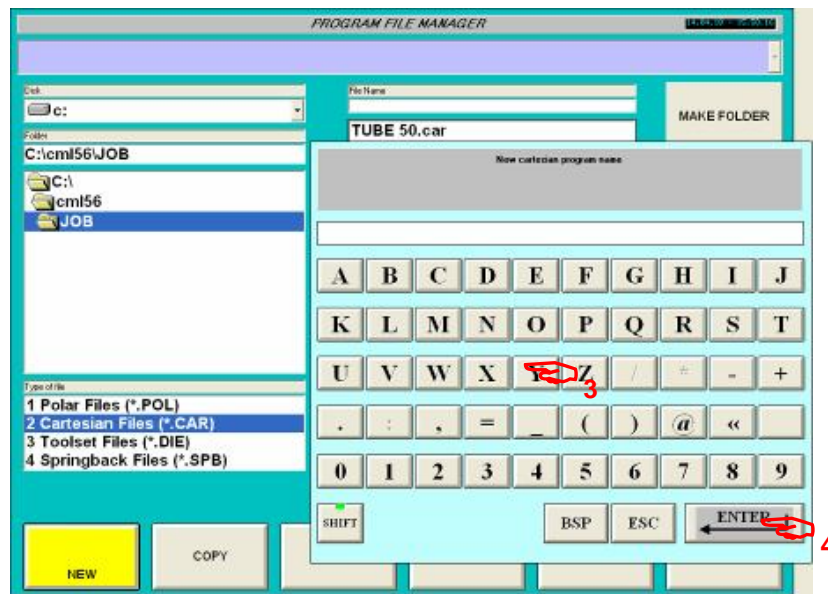 PROGRAM FILE MANAGER
Disk
File Name
c:
MAKE FOLDER
TUBE 50.car
Folder
C:\cml56\JOB
New cartesian program name
C:\
cml56
JOB
A B C D E F G H I J
K L M N O P Q R S T
U V W X Y Z / * - +
3
Type of file
1 Polar Files (*.POL)
2 Cartesian Files (*.CAR)
3 Toolset Files (*.DIE)
4 Springback Files (*.SPB)
. : , = _ ( ) @ «
0 1 2 3 4 5 6 7 8 9
SHIFT BSP ESC ENTER
4
COPY
NEW